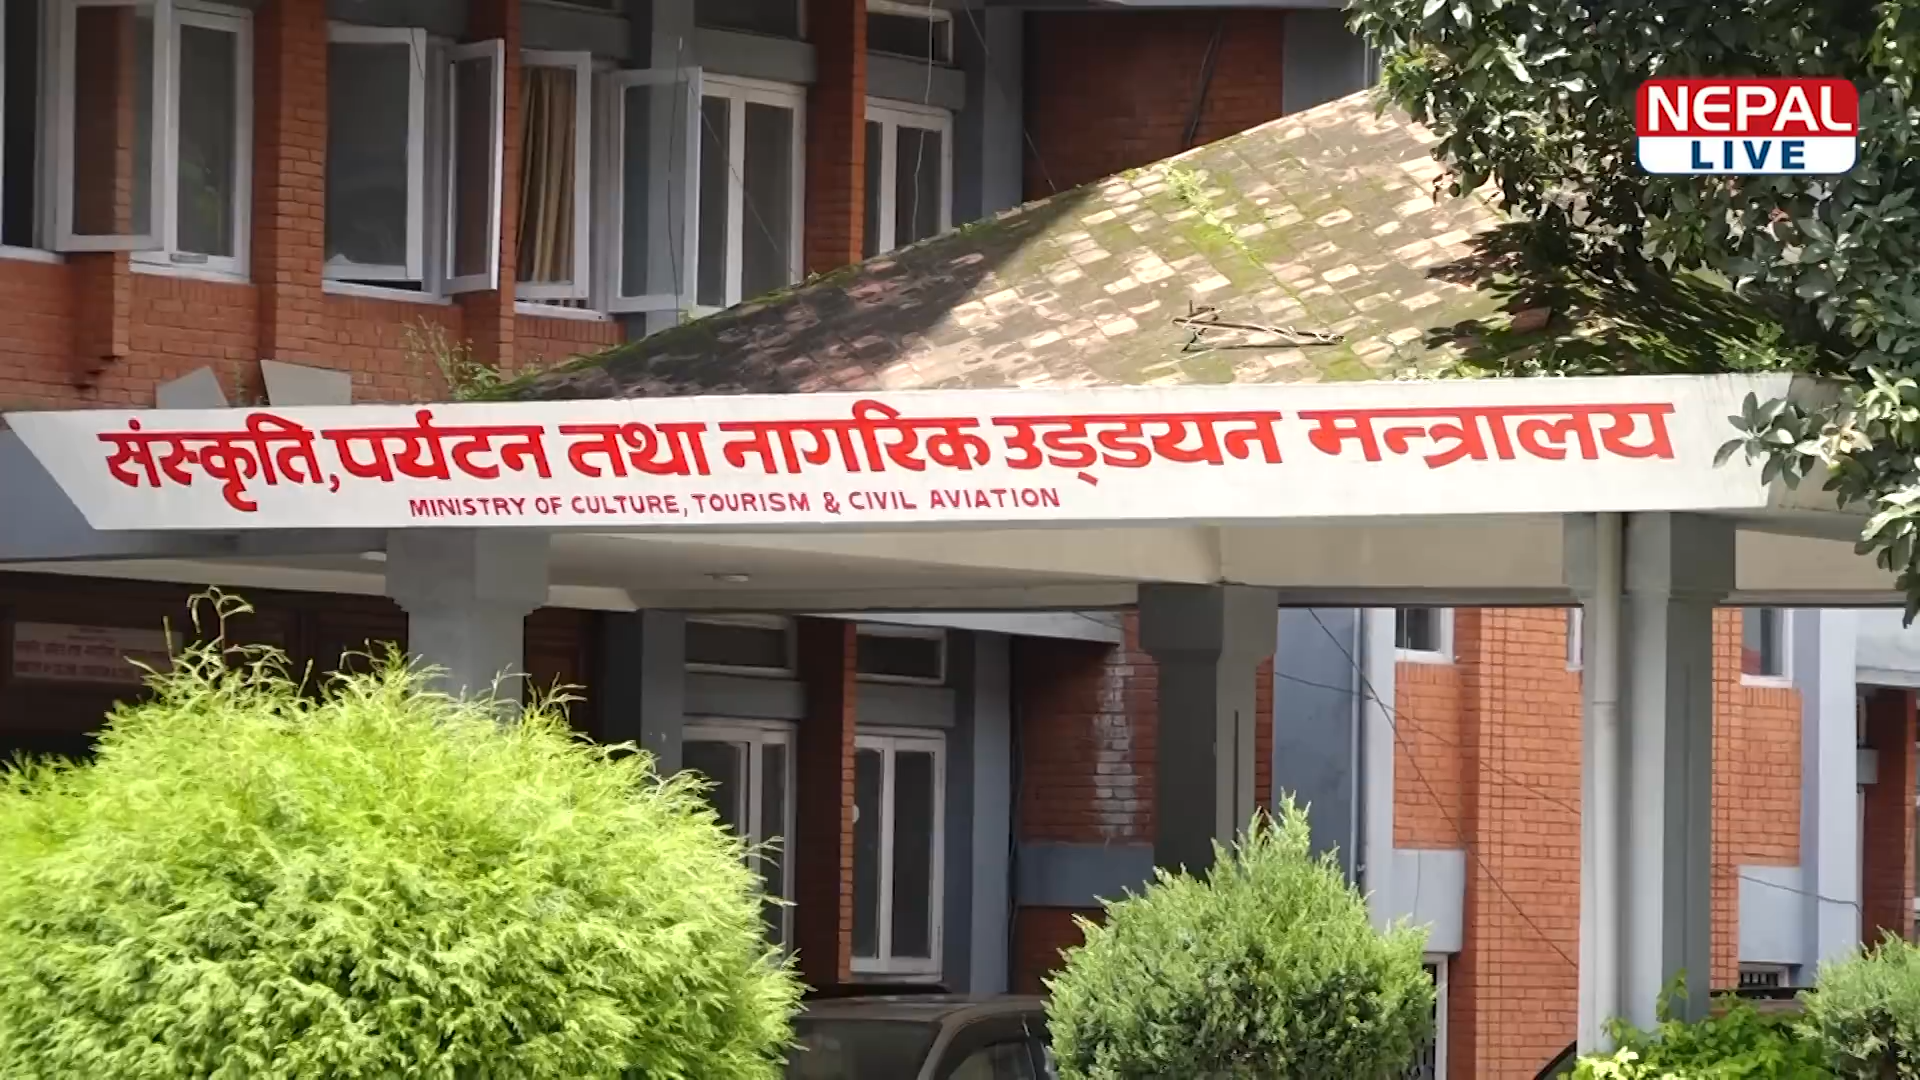 NEPAL
LIVE
संस्कृति, पर्यटन तथा नागरिक उड्डयन मन्त्रालय
MINISTRY OF CULTURE, TOURISM & CIVIL AVIATION